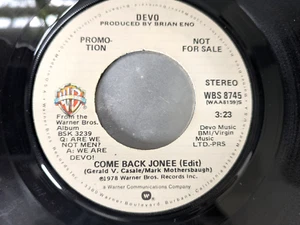 DEVO
PRODUCED BY BRIAN ENO
PROMO-
TION
NOT
FOR SALE
STEREO
WBS 8745
[WAA8159]S
3:23
From the
Warner Bros.
Album
BSK 3239
Q: ARE WE
NOT MEN?
A: WE ARE
DEVO!
Devo Music
BMI/Virgin
Music
LTD.-PRS
COME BACK JONEE (Edit)
(Gerald V. Casale/Mark Mothersbaugh)
℗1978 Warner Bros. Records Inc.
a Warner Communications Company